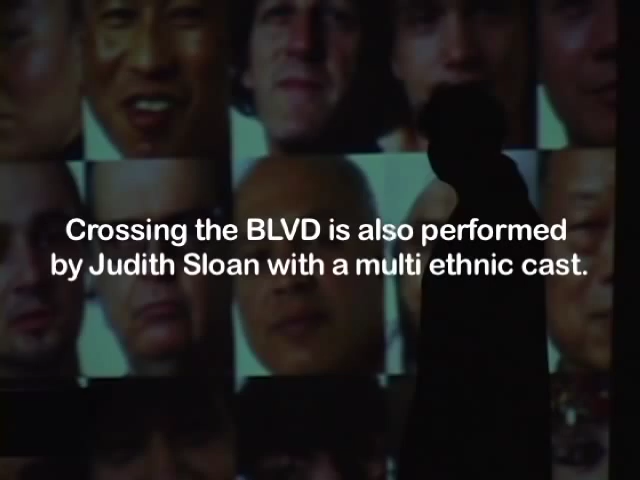 Crossing the BLVD is also performed
by Judith Sloan with a multi ethnic cast.